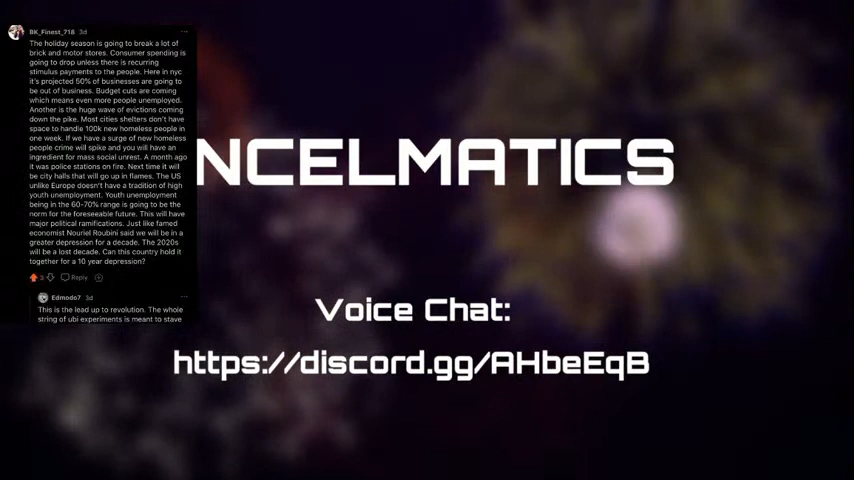 BK_Finest_718 3d
The holiday season is going to break a lot of
brick and motor stores. Consumer spending is
going to drop unless there is recurring
stimulus payments to the people. Here in nyc
it's projected 50% of businesses are going to
be out of business. Budget cuts are coming
which means even more people unemployed.
Another is the huge wave of evictions coming
down the pike. Most cities shelters don't have
space to handle 100k new homeless people in
one week. If we have a surge of new homeless
people crime will spike and you will have an
ingredient for mass social unrest. A month ago
it was police stations on fire. Next time it will
be city halls that will go up in flames. The US
unlike Europe doesn't have a tradition of high
youth unemployment. Youth unemployment
being in the 60-70% range is going to be the
norm for the foreseeable future. This will have
major political ramifications. Just like famed
economist Nouriel Roubini said we will be in a
greater depression for a decade. The 2020s
will be a lost decade. Can this country hold it
together for a 10 year depression?
3 Reply
Edmodo7 3d
This is the lead up to revolution. The whole
string of ubi experiments is meant to stave
NCELMATICS
Voice Chat:
https://discord.gg/AHbeEqB